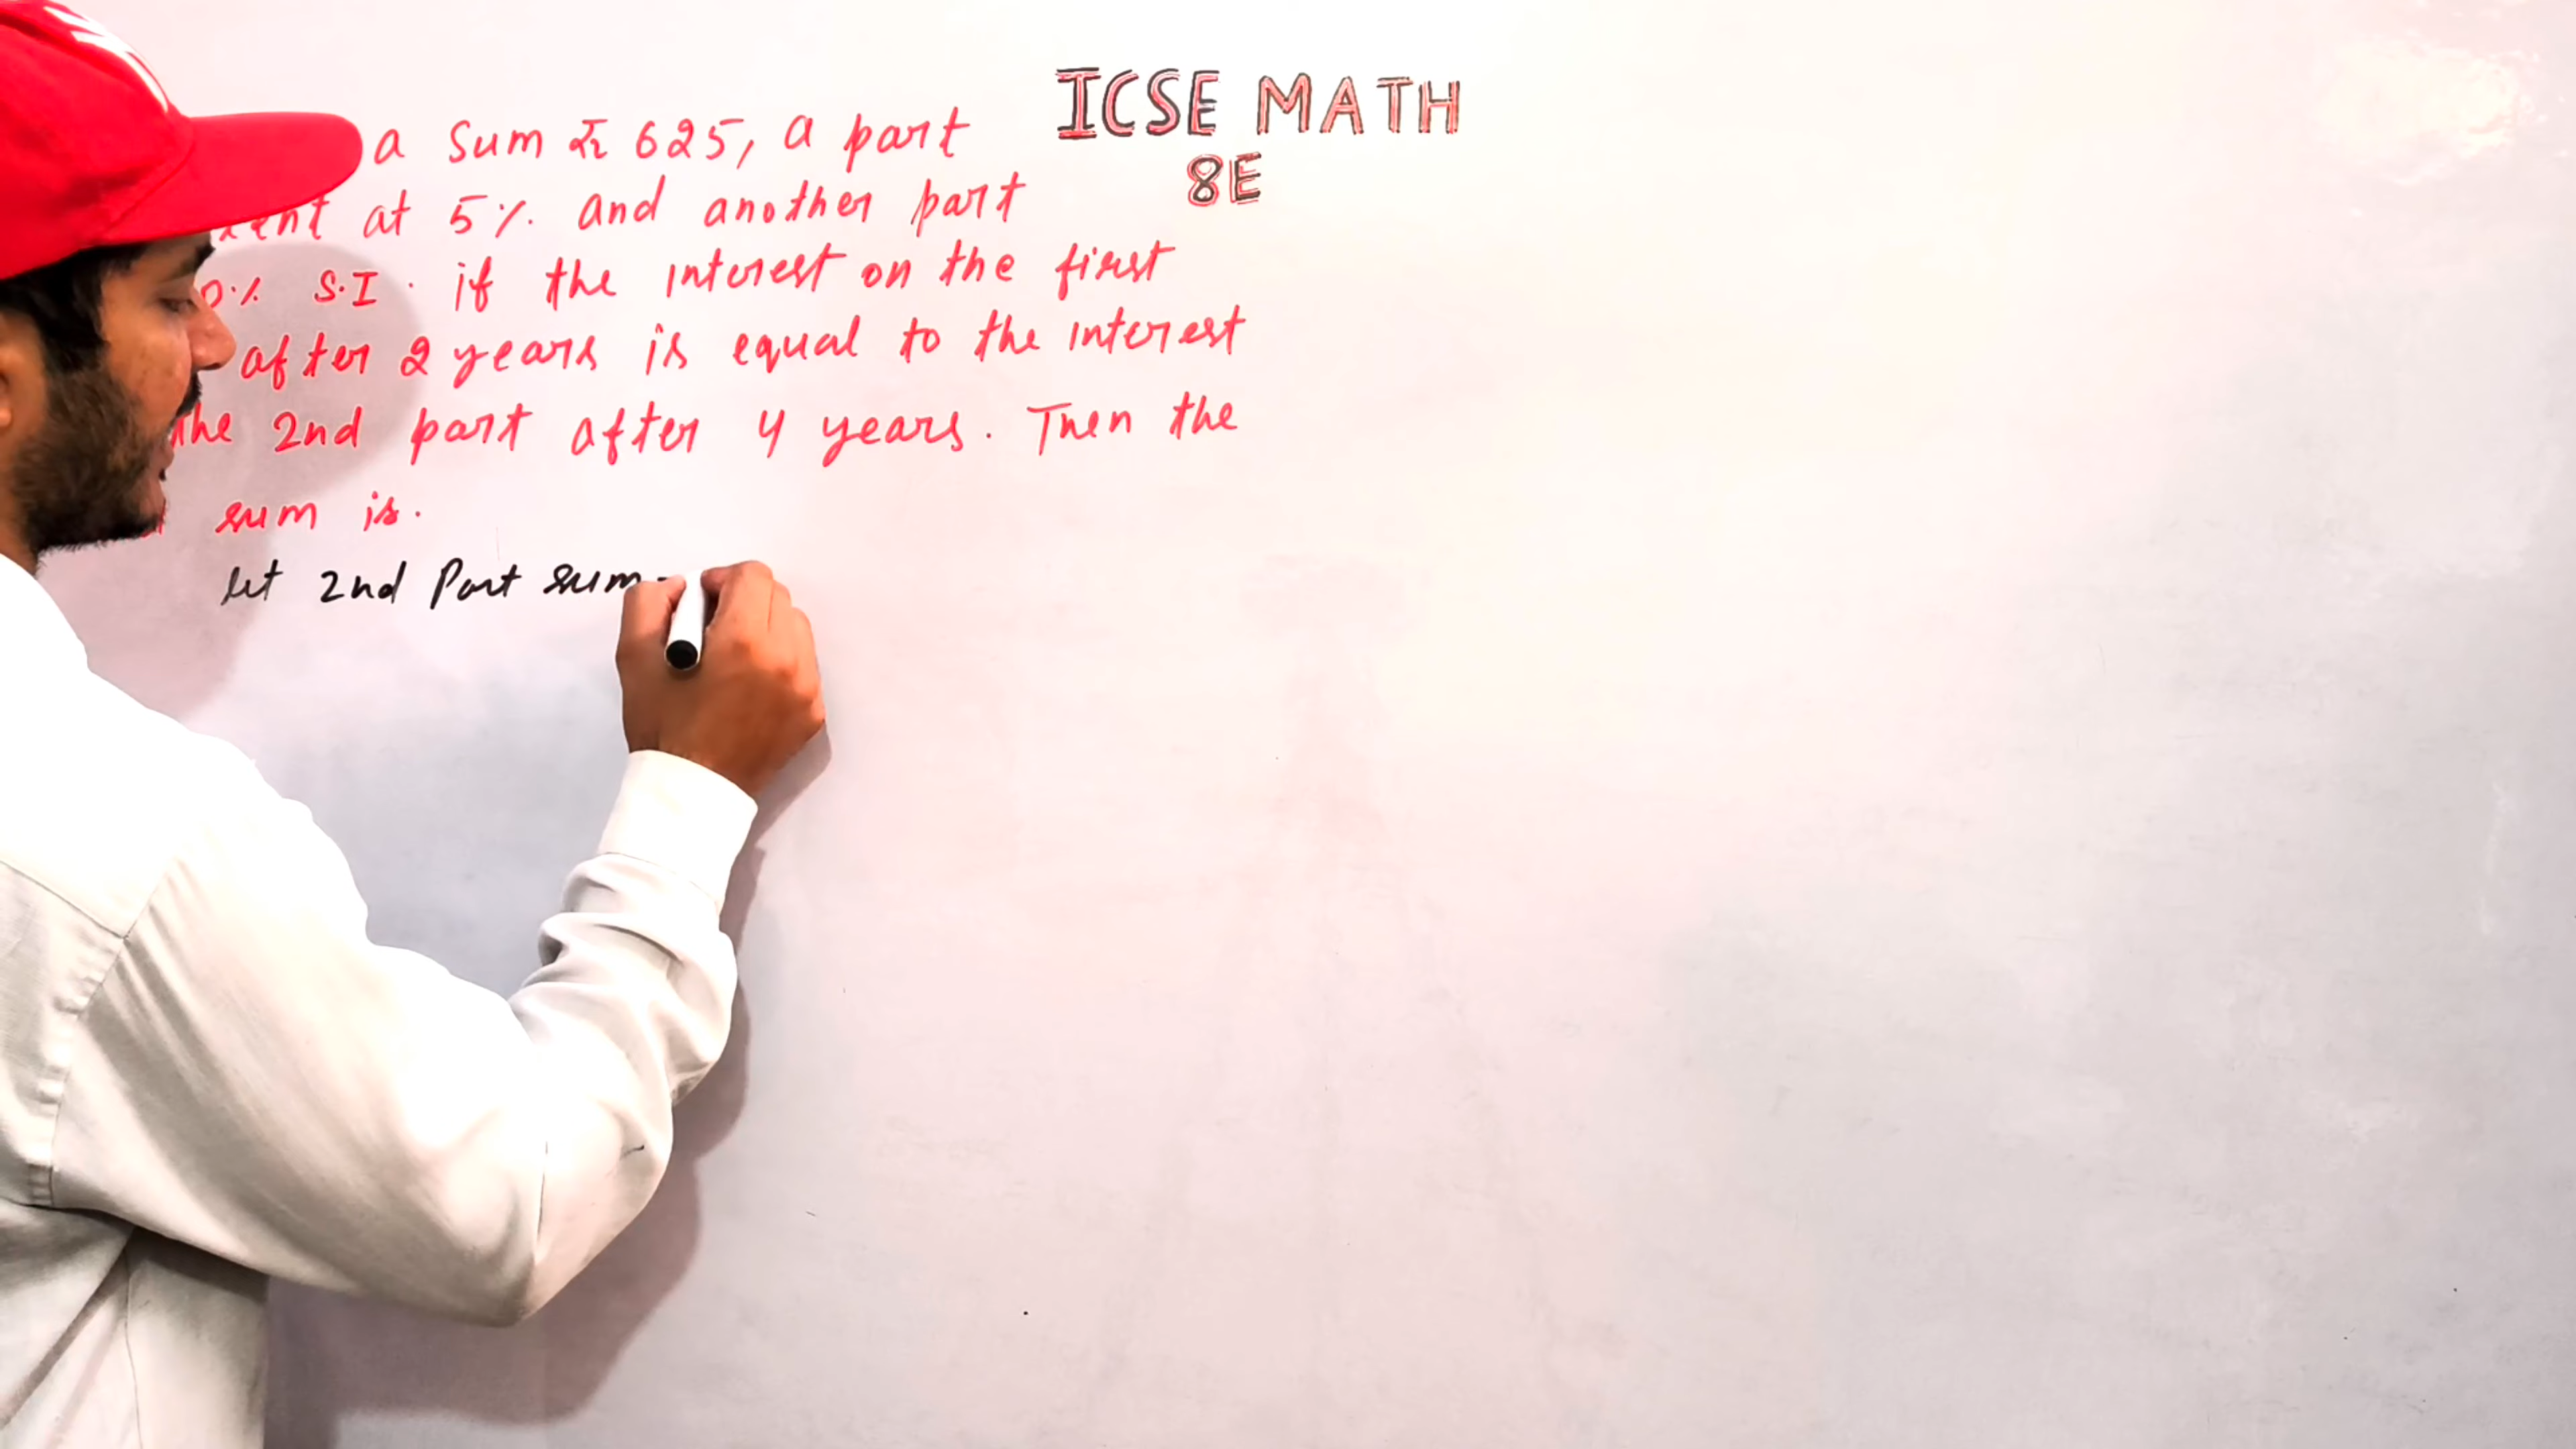 ICSE MATH
8E
a sum ₹ 625, a part
at 5% and another part
0% S.I. if the interest on the first
after 2 years is equal to the interest
the 2nd part after 4 years. Then the
sum is.
let 2nd Part sum